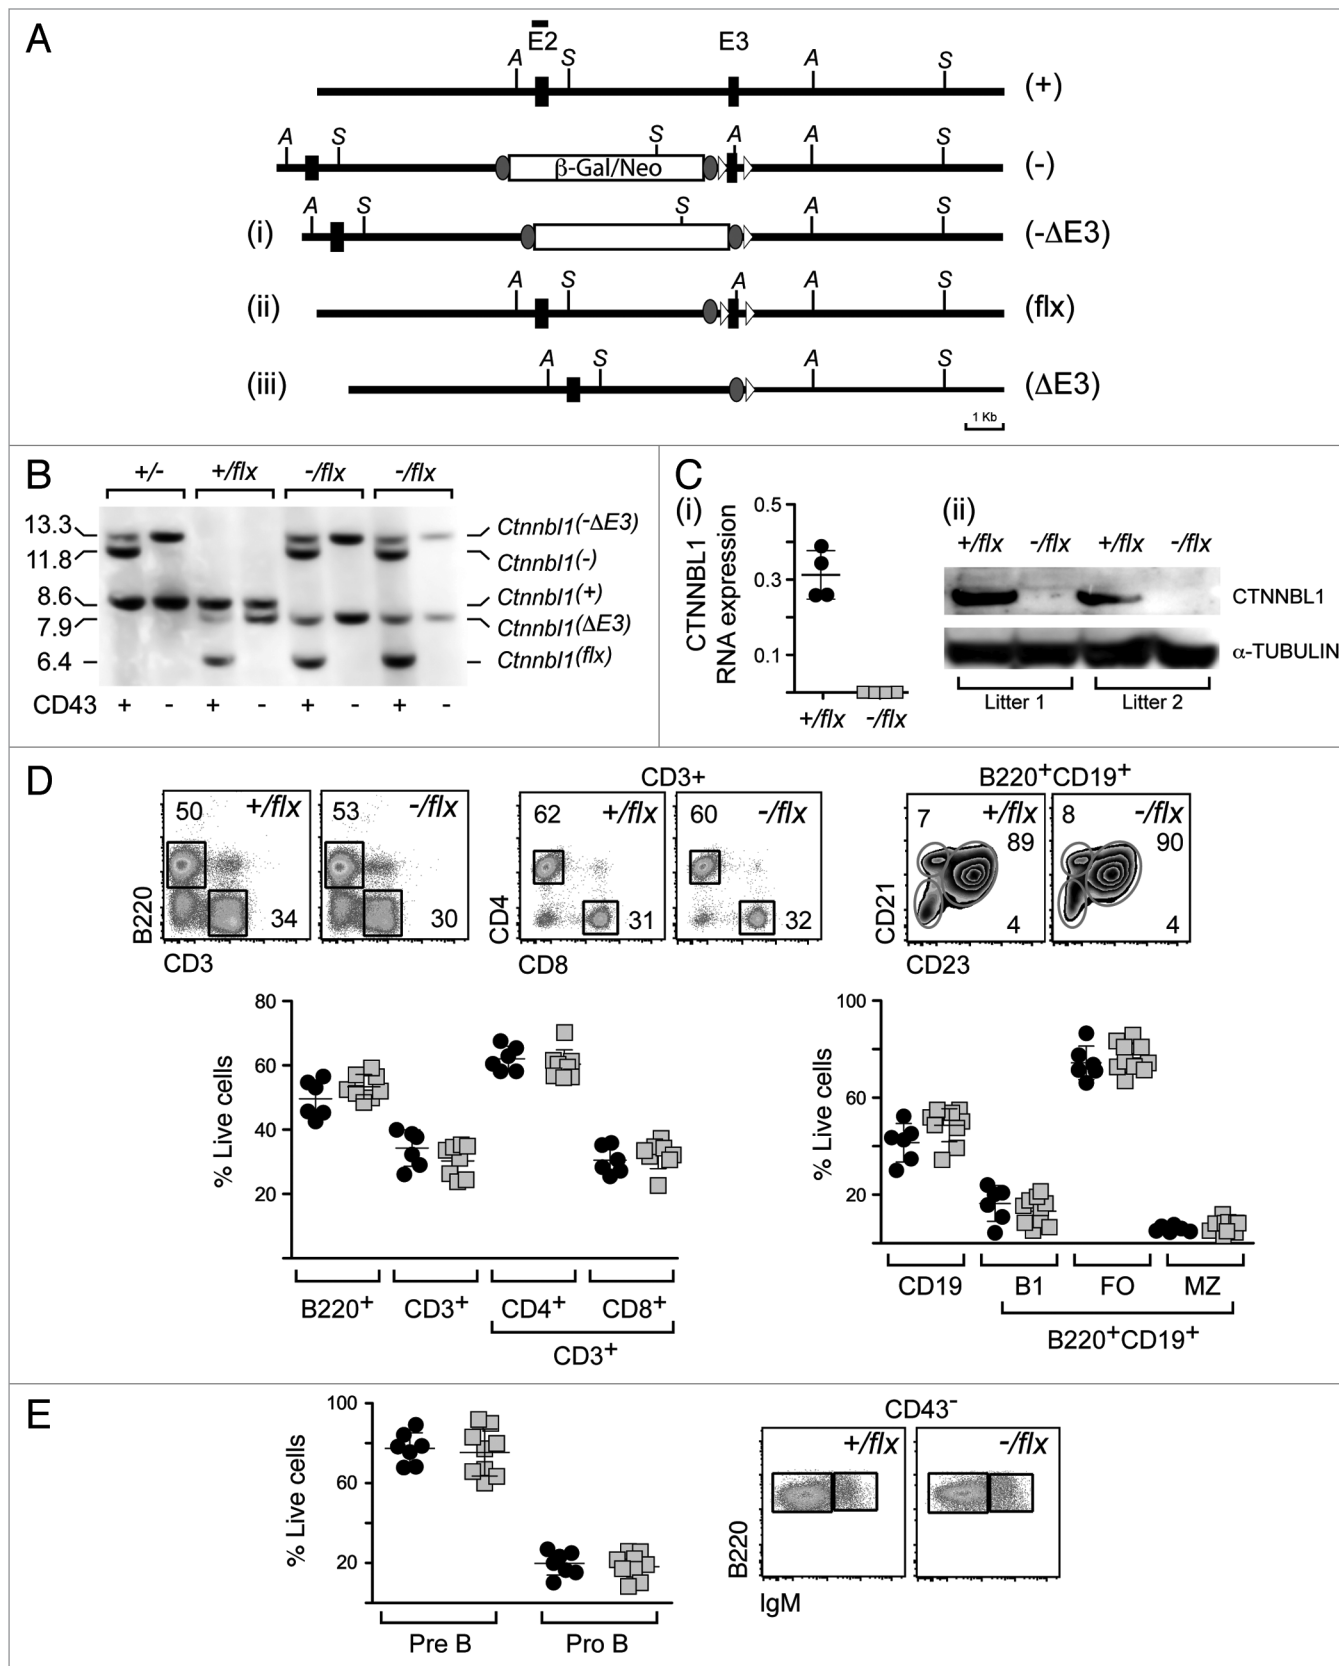 A
E2 E3
A S A S (+)
A S S A A S
β-Gal/Neo (-)
(i) A S S A S (-ΔE3)
(ii) A S A A S (flx)
(iii) A S A S (ΔE3)
1 Kb
B
+/- +/flx -/flx -/flx
13.3 Ctnnbl1(-ΔE3)
11.8 Ctnnbl1(-)
8.6 Ctnnbl1(+)
7.9 Ctnnbl1(ΔE3)
6.4 Ctnnbl1(flx)
CD43 + - + - + - + -
C
(i)
CTNNBL1
RNA expression
0.5
0.3
0.1
+/flx -/flx
(ii)
+/flx -/flx +/flx -/flx
CTNNBL1
α-TUBULIN
Litter 1 Litter 2
D
50 +/flx
34
53 -/flx
30
B220
CD3
CD3+
62 +/flx
31
60 -/flx
32
CD4
CD8
B220+CD19+
7 +/flx
89
4
8 -/flx
90
4
CD21
CD23
% Live cells
80
60
40
20
B220+ CD3+ CD4+ CD8+
CD3+
% Live cells
100
60
20
CD19 B1 FO MZ
B220+CD19+
E
% Live cells
100
60
20
Pre B Pro B
CD43-
+/flx -/flx
B220
IgM